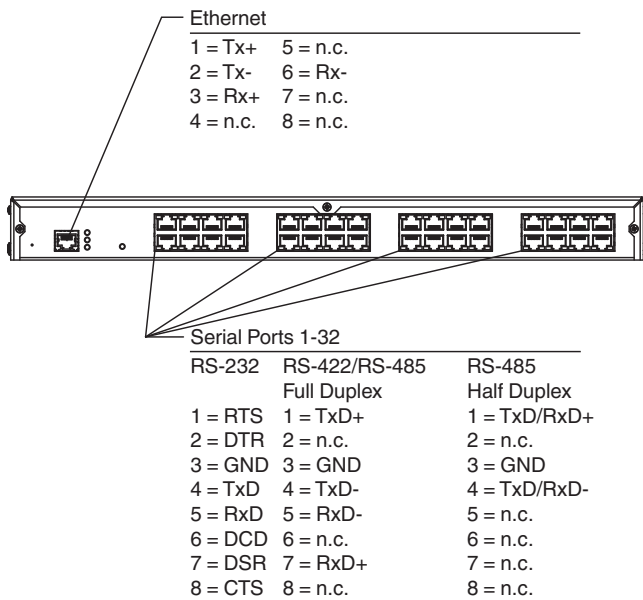 Ethernet
1 = Tx+ 5 = n.c.
2 = Tx- 6 = Rx-
3 = Rx+ 7 = n.c.
4 = n.c. 8 = n.c.
Serial Ports 1-32
RS-232 RS-422/RS-485 RS-485
Full Duplex Half Duplex
1 = RTS 1 = TxD+ 1 = TxD/RxD+
2 = DTR 2 = n.c. 2 = n.c.
3 = GND 3 = GND 3 = GND
4 = TxD 4 = TxD- 4 = TxD/RxD-
5 = RxD 5 = RxD- 5 = n.c.
6 = DCD 6 = n.c. 6 = n.c.
7 = DSR 7 = RxD+ 7 = n.c.
8 = CTS 8 = n.c. 8 = n.c.